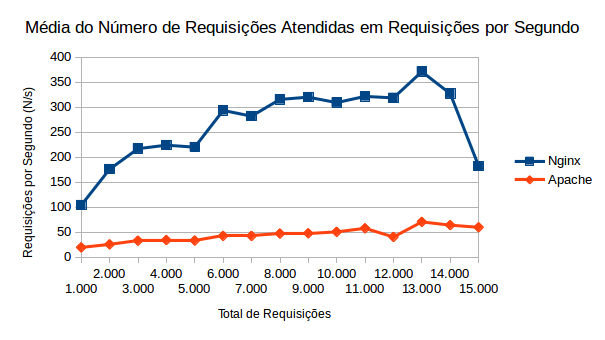 Média do Número de Requisições Atendidas em Requisições por Segundo
Requisições por Segundo (N/s)
400
350
300
250
200
150
100
50
0
Nginx
Apache
2.000 4.000 6.000 8.000 10.000 12.000 14.000
1.000 3.000 5.000 7.000 9.000 11.000 13.000 15.000
Total de Requisições